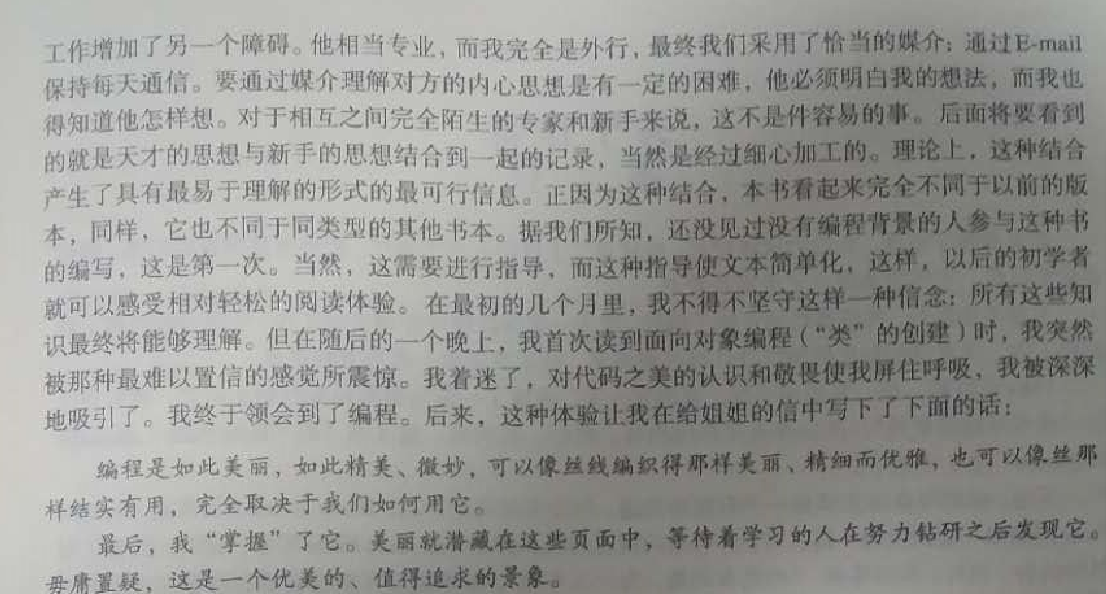 工作增加了另一个障碍。他相当专业，而我完全是外行，最终我们采用了恰当的媒介：通过E-mail
保持每天通信。要通过媒介理解对方的内心思想是有一定的困难，他必须明白我的想法，而我也
得知道他怎样想。对于相互之间完全陌生的专家和新手来说，这不是件容易的事。后面将要看到
的就是天才的思想与新手的思想结合到一起的记录，当然是经过细心加工的。理论上，这种结合
产生了具有最易于理解的形式的最可行信息。正因为这种结合，本书看起来完全不同于以前的版
本，同样，它也不同于同类型的其他书本。据我们所知，还没见过没有编程背景的人参与这种书
的编写，这是第一次。当然，这需要进行指导，而这种指导使文本简单化，这样，以后的初学者
就可以感受相对轻松的阅读体验。在最初的几个月里，我不得不坚守这样一种信念：所有这些知
识最终将能够理解。但在随后的一个晚上，我首次读到面向对象编程（“类”的创建）时，我突然
被那种最难以置信的感觉所震惊。我着迷了，对代码之美的认识和敬畏使我屏住呼吸，我被深深
地吸引了。我终于领会到了编程。后来，这种体验让我在给姐姐的信中写下了下面的话：
编程是如此美丽，如此精美、微妙，可以像丝线编织得那样美丽、精细而优雅，也可以像丝那
样结实有用，完全取决于我们如何用它。
最后，我“掌握”了它。美丽就潜藏在这些页面中，等待着学习的人在努力钻研之后发现它。
毋庸置疑，这是一个优美的、值得追求的景象。